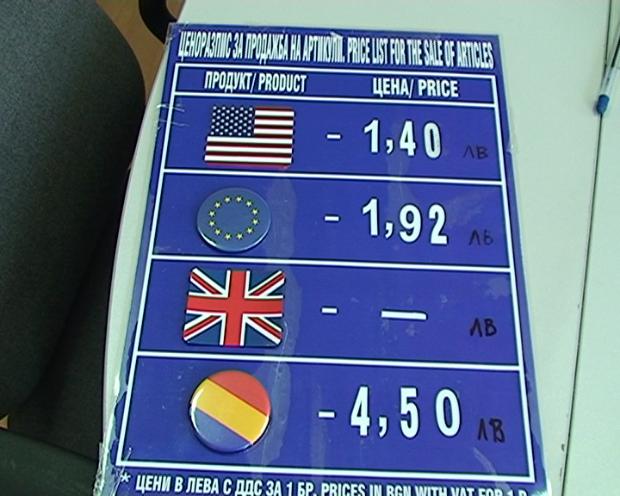 ЦЕНОРАЗПИС ЗА ПРОДАЖБА НА АРТИКУЛИ. PRICE LIST FOR THE SALE OF ARTICLES
ПРОДУКТ/ PRODUCT ЦЕНА/ PRICE
- 1,40 ЛВ
- 1,92 ЛВ
- — ЛВ
- 4,50 ЛВ
* ЦЕНИ В ЛЕВА С ДДС ЗА 1 БР. PRICES IN BGN WITH VAT FOR 1 P